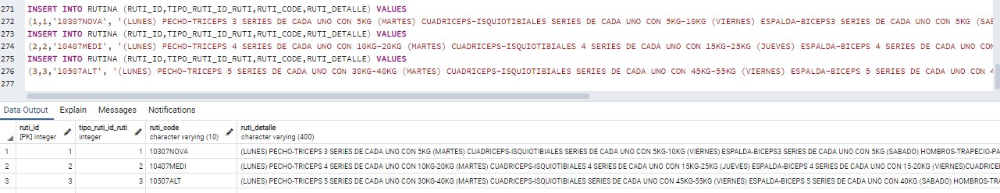 271 INSERT INTO RUTINA (RUTI_ID,TIPO_RUTI_ID_RUTI,RUTI_CODE,RUTI_DETALLE) VALUES
272 (1,1,'10307NOVA', '(LUNES) PECHO-TRICEPS 3 SERIES DE CADA UNO CON 5KG (MARTES) CUADRICEPS-ISQUIOTIBIALES SERIES DE CADA UNO CON 5KG-10KG (VIERNES) ESPALDA-BICEPS3 SERIES DE CADA UNO CON 5KG (SAB
273 INSERT INTO RUTINA (RUTI_ID,TIPO_RUTI_ID_RUTI,RUTI_CODE,RUTI_DETALLE) VALUES
274 (2,2,'10407MEDI', '(LUNES) PECHO-TRICEPS 4 SERIES DE CADA UNO CON 10KG-20KG (MARTES) CUADRICEPS-ISQUIOTIBIALES 4 SERIES DE CADA UNO CON 15KG-25KG (JUEVES) ESPALDA-BICEPS 4 SERIES DE CADA UNO CON
275 INSERT INTO RUTINA (RUTI_ID,TIPO_RUTI_ID_RUTI,RUTI_CODE,RUTI_DETALLE) VALUES
276 (3,3,'10507ALT', '(LUNES) PECHO-TRICEPS 5 SERIES DE CADA UNO CON 30KG-40KG (MARTES) CUADRICEPS-ISQUIOTIBIALES SERIES DE CADA UNO CON 45KG-55KG (VIERNES) ESPALDA-BICEPS 5 SERIES DE CADA UNO CON 4
277
Data Output Explain Messages Notifications
ruti_id tipo_ruti_id_ruti ruti_code ruti_detalle
[PK] integer integer character varying (10) character varying (400)
1 1 1 10307NOVA (LUNES) PECHO-TRICEPS 3 SERIES DE CADA UNO CON 5KG (MARTES) CUADRICEPS-ISQUIOTIBIALES SERIES DE CADA UNO CON 5KG-10KG (VIERNES) ESPALDA-BICEPS3 SERIES DE CADA UNO CON 5KG (SABADO) HOMBROS-TRAPECIO-PA
2 2 2 10407MEDI (LUNES) PECHO-TRICEPS 4 SERIES DE CADA UNO CON 10KG-20KG (MARTES) CUADRICEPS-ISQUIOTIBIALES 4 SERIES DE CADA UNO CON 15KG-25KG (JUEVES) ESPALDA-BICEPS 4 SERIES DE CADA UNO CON 15-20KG (VIERNES)CUADRICE
3 3 3 10507ALT (LUNES) PECHO-TRICEPS 5 SERIES DE CADA UNO CON 30KG-40KG (MARTES) CUADRICEPS-ISQUIOTIBIALES SERIES DE CADA UNO CON 45KG-55KG (VIERNES) ESPALDA-BICEPS 5 SERIES DE CADA UNO CON 40KG (SABADO) HOMBROS-TRA